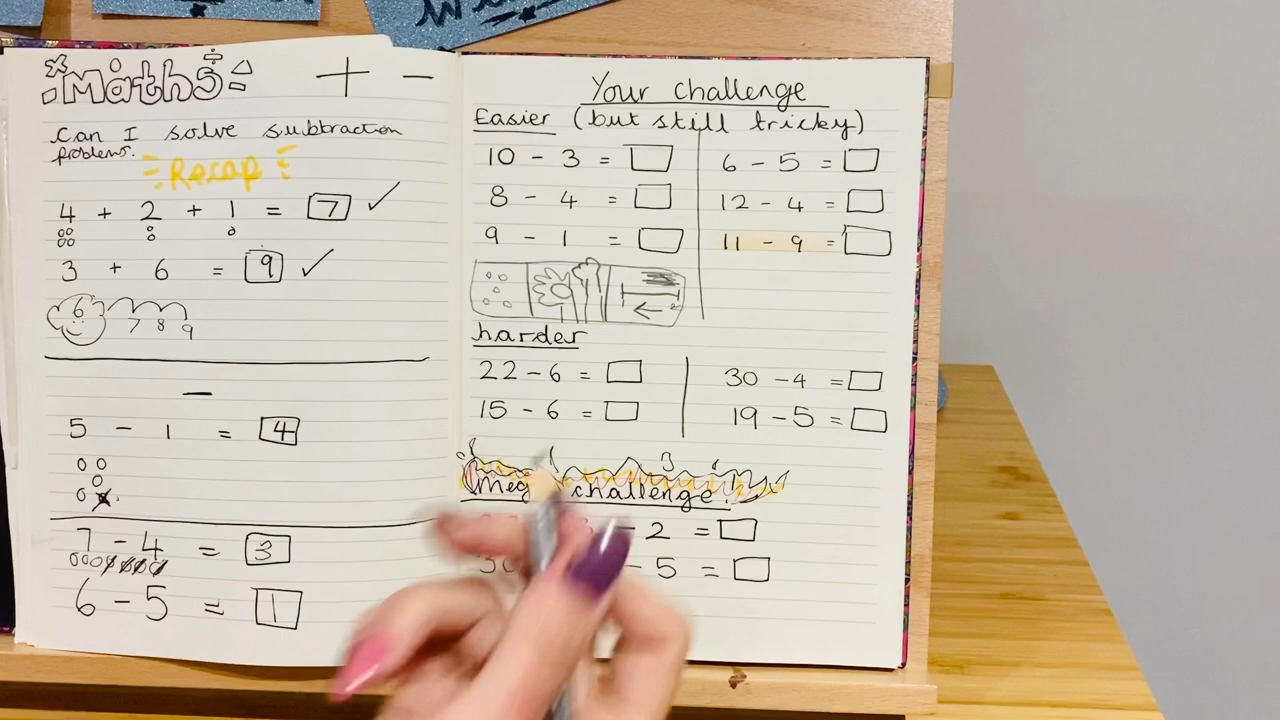 Maths + −
Can I solve subtraction
problems.
Recap
4 + 2 + 1 = 7 ✓
3 + 6 = 9 ✓
6 7 8 9
−
5 − 1 = 4
7 − 4 = 3
6 − 5 = 1
Your challenge
Easier (but still tricky)
10 − 3 =
8 − 4 =
9 − 1 =
6 − 5 =
12 − 4 =
11 − 9 =
harder
22 − 6 =
15 − 6 =
30 − 4 =
19 − 5 =
challenge.
− 2 =
− 5 =